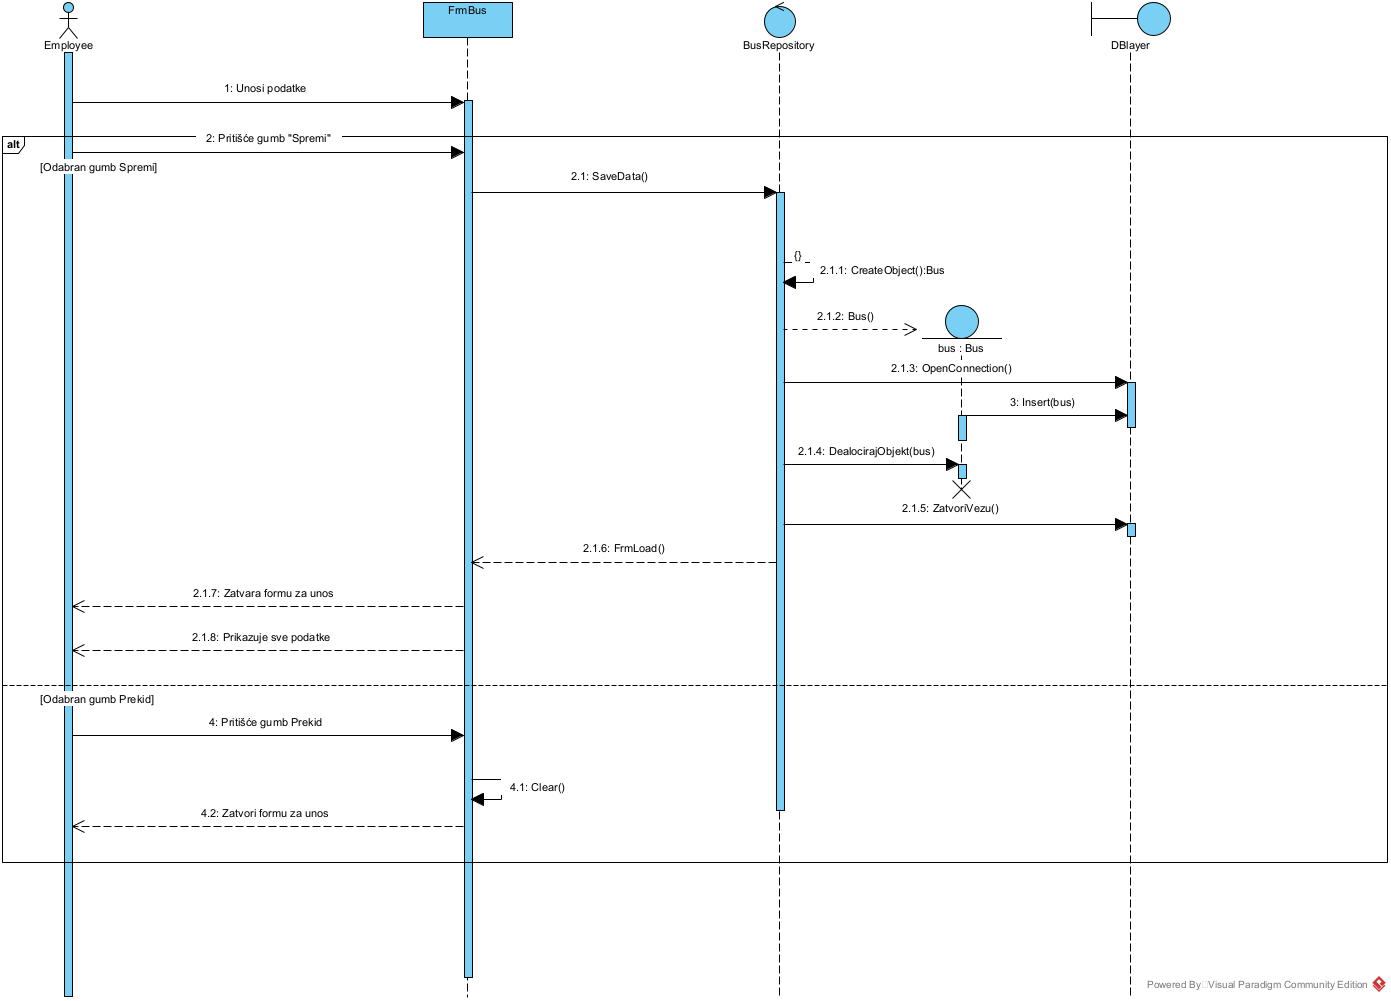 FrmBus
Employee
BusRepository
DBlayer
1: Unosi podatke
alt
2: Pritišće gumb "Spremi"
[Odabran gumb Spremi]
2.1: SaveData()
{}
2.1.1: CreateObject():Bus
2.1.2: Bus()
bus : Bus
2.1.3: OpenConnection()
3: Insert(bus)
2.1.4: DealocirajObjekt(bus)
2.1.5: ZatvoriVezu()
2.1.6: FrmLoad()
2.1.7: Zatvara formu za unos
2.1.8: Prikazuje sve podatke
[Odabran gumb Prekid]
4: Pritišće gumb Prekid
4.1: Clear()
4.2: Zatvori formu za unos
Powered By Visual Paradigm Community Edition